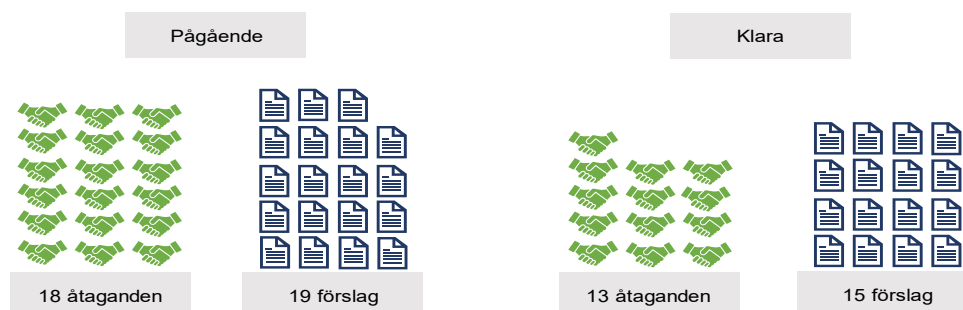 Pågående
Klara
18 åtaganden
19 förslag
13 åtaganden
15 förslag